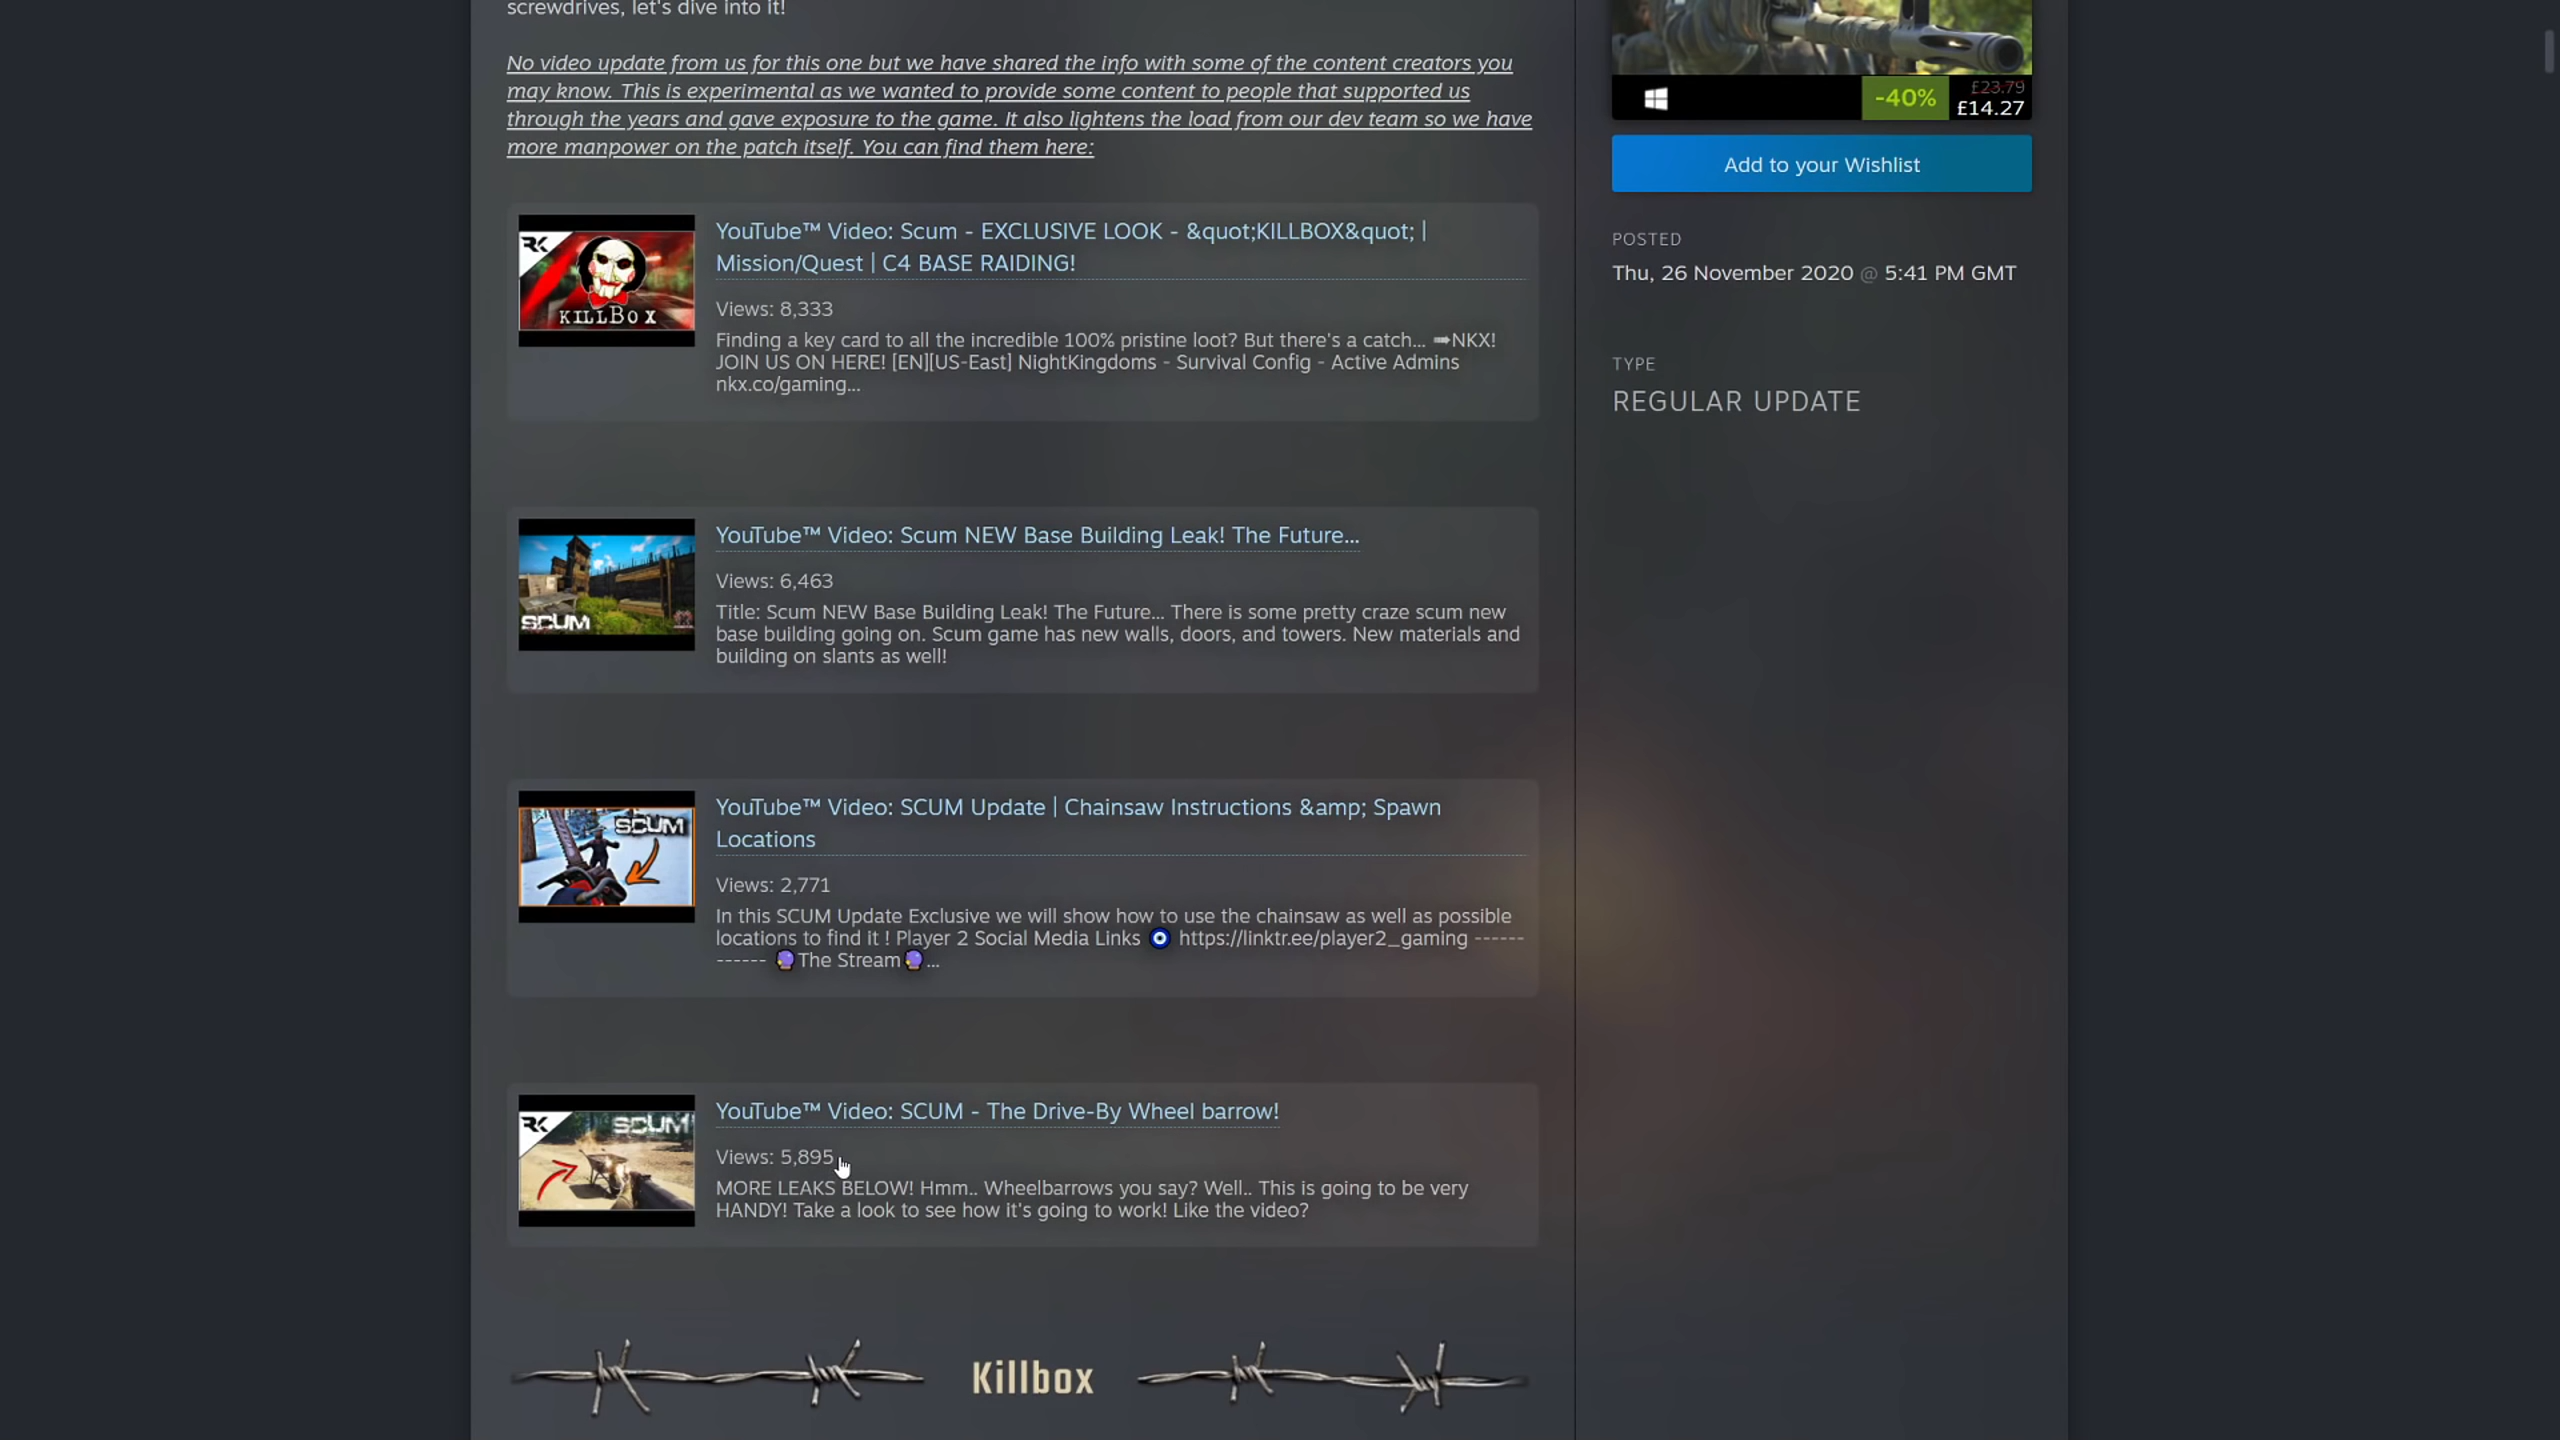 screwdrives, let's dive into it!
No video update from us for this one but we have shared the info with some of the content creators you
may know. This is experimental as we wanted to provide some content to people that supported us
through the years and gave exposure to the game. It also lightens the load from our dev team so we have
more manpower on the patch itself. You can find them here:
RK
KILLBOX
YouTube™ Video: Scum - EXCLUSIVE LOOK - &quot;KILLBOX&quot; |
Mission/Quest | C4 BASE RAIDING!
Views: 8,333
Finding a key card to all the incredible 100% pristine loot? But there's a catch... ➡NKX!
JOIN US ON HERE! [EN][US-East] NightKingdoms - Survival Config - Active Admins
nkx.co/gaming...
SCUM
YouTube™ Video: Scum NEW Base Building Leak! The Future...
Views: 6,463
Title: Scum NEW Base Building Leak! The Future... There is some pretty craze scum new
base building going on. Scum game has new walls, doors, and towers. New materials and
building on slants as well!
SCUM
YouTube™ Video: SCUM Update | Chainsaw Instructions &amp; Spawn
Locations
Views: 2,771
In this SCUM Update Exclusive we will show how to use the chainsaw as well as possible
locations to find it ! Player 2 Social Media Links 🧿 https://linktr.ee/player2_gaming ------
------ 🔮The Stream🔮...
RK
SCUM
YouTube™ Video: SCUM - The Drive-By Wheel barrow!
Views: 5,895
MORE LEAKS BELOW! Hmm.. Wheelbarrows you say? Well.. This is going to be very
HANDY! Take a look to see how it's going to work! Like the video?
Killbox
-40%
£23.79
£14.27
Add to your Wishlist
POSTED
Thu, 26 November 2020 @ 5:41 PM GMT
TYPE
REGULAR UPDATE